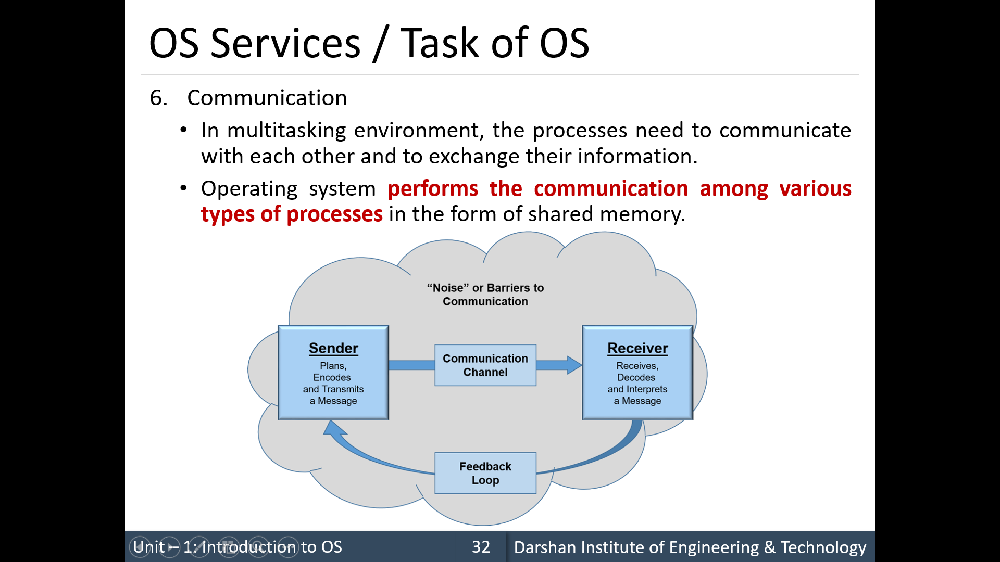 OS Services / Task of OS
6. Communication
• In multitasking environment, the processes need to communicate
with each other and to exchange their information.
• Operating system performs the communication among various
types of processes in the form of shared memory.
“Noise” or Barriers to
Communication
Sender
Plans,
Encodes
and Transmits
a Message
Communication
Channel
Receiver
Receives,
Decodes
and Interprets
a Message
Feedback
Loop
Unit – 1: Introduction to OS
32
Darshan Institute of Engineering & Technology